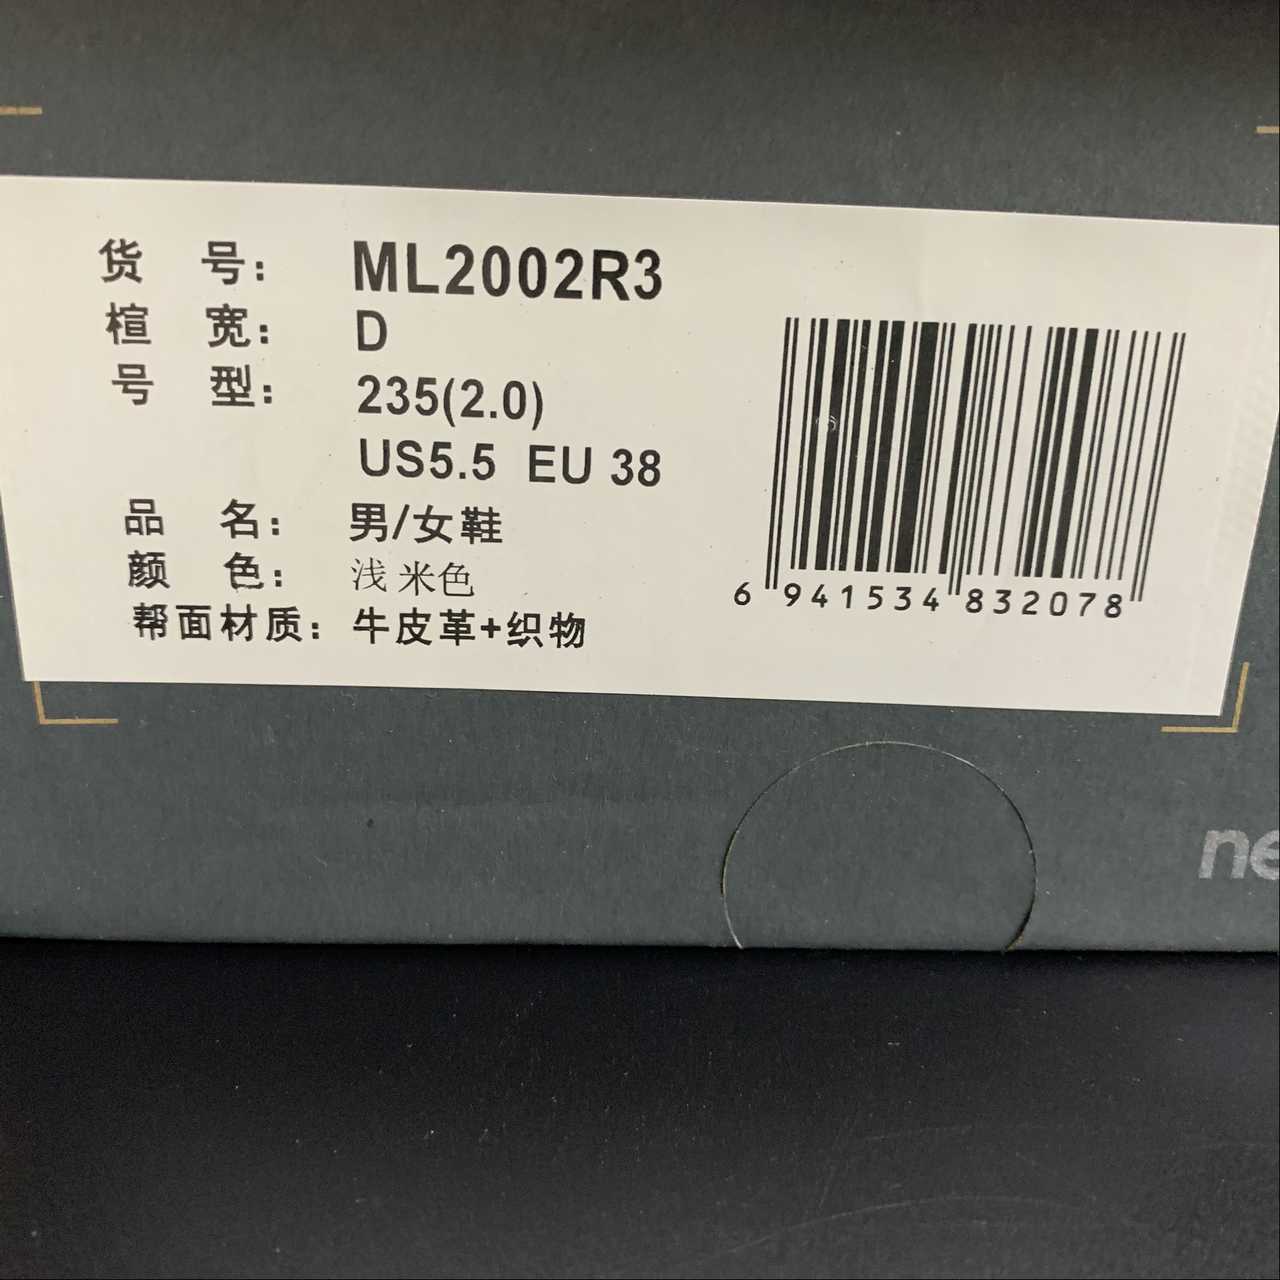 货 号: ML2002R3
楦 宽: D
号 型: 235(2.0)
US5.5 EU 38
品 名: 男/女鞋
颜 色: 浅 米色
帮面材质: 牛皮革+织物
6 941534 832078
ne